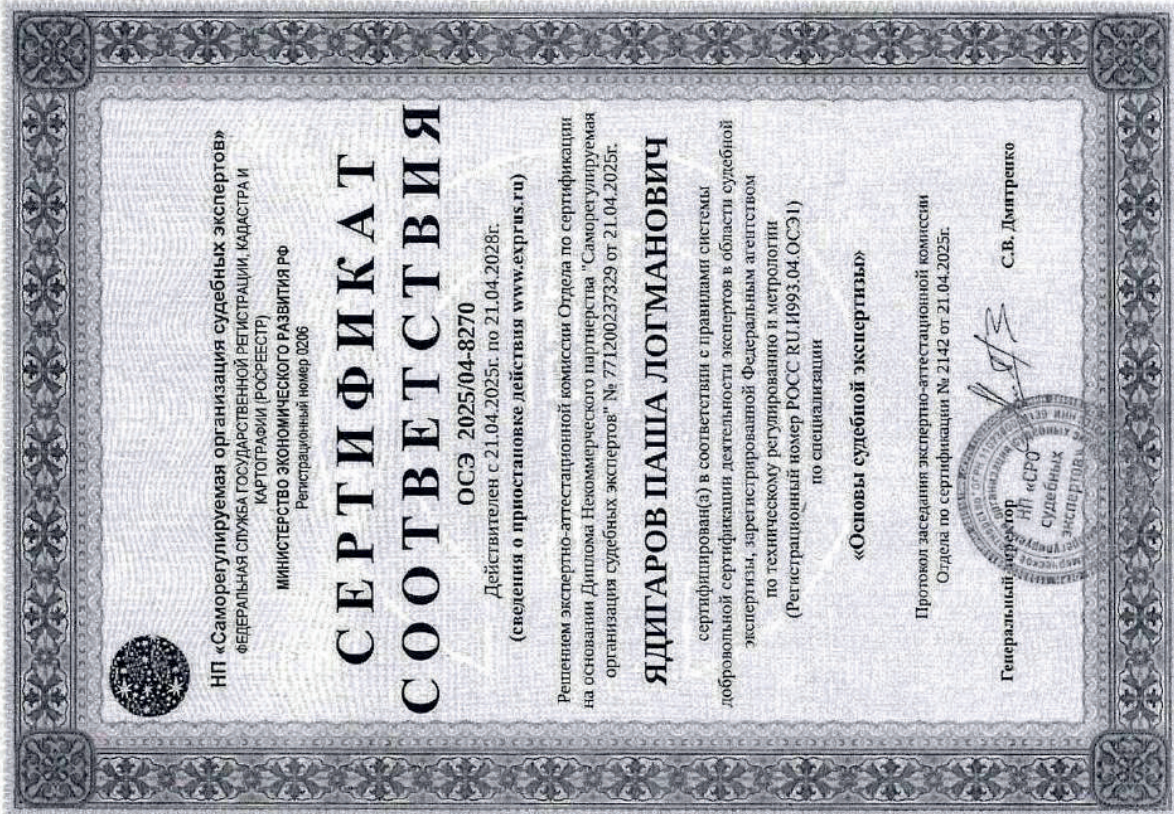 НП «Саморегулируемая организация судебных экспертов»
ФЕДЕРАЛЬНАЯ СЛУЖБА ГОСУДАРСТВЕННОЙ РЕГИСТРАЦИИ, КАДАСТРА И
КАРТОГРАФИИ (РОСРЕЕСТР)
МИНИСТЕРСТВО ЭКОНОМИЧЕСКОГО РАЗВИТИЯ РФ
Регистрационный номер 0206
СЕРТИФИКАТ
СООТВЕТСТВИЯ
ОСЭ 2025/04-8270
Действителен с 21.04.2025г. по 21.04.2028г.
(сведения о приостановке действия www.exprus.ru)
Решением экспертно-аттестационной комиссии Отдела по сертификации
на основании Диплома Некоммерческого партнерства "Саморегулируемая
организация судебных экспертов" № 771200237329 от 21.04.2025г.
ЯДИГАРОВ ПАША ЛОГМАНОВИЧ
сертифицирован(а) в соответствии с правилами системы
добровольной сертификации деятельности экспертов в области судебной
экспертизы, зарегистрированной Федеральным агентством
по техническому регулированию и метрологии
(Регистрационный номер РОСС RU.И993.04.ОСЭ1)
по специализации
«Основы судебной экспертизы»
Протокол заседания экспертно-аттестационной комиссии
Отдела по сертификации № 2142 от 21.04.2025г.
Генеральный директор С.В. Дмитренко
НП «СРО
судебных
экспертов»